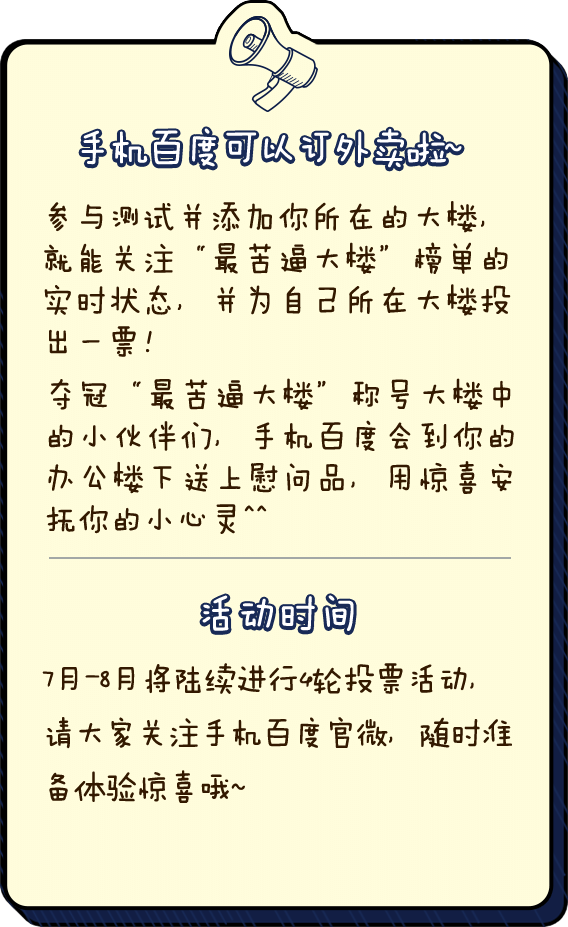 手机百度可以订外卖啦~
参与测试并添加你所在的大楼,
就能关注“最苦逼大楼”榜单的
实时状态, 并为自己所在大楼投
出一票!
夺冠“最苦逼大楼”称号大楼中
的小伙伴们, 手机百度会到你的
办公楼下送上慰问品, 用惊喜安
抚你的小心灵^^
活动时间
7月-8月将陆续进行4轮投票活动,
请大家关注手机百度官微, 随时准
备体验惊喜哦~